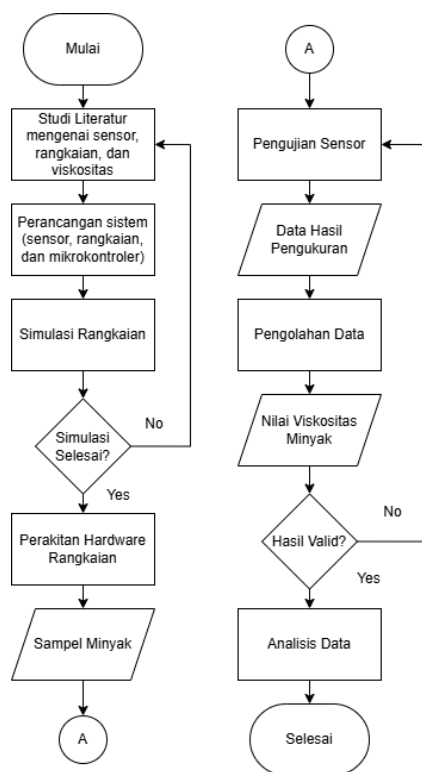 Mulai
Studi Literatur
mengenai sensor,
rangkaian, dan
viskositas
Perancangan sistem
(sensor, rangkaian,
dan mikrokontroler)
Simulasi Rangkaian
Simulasi
Selesai?
No
Yes
Perakitan Hardware
Rangkaian
Sampel Minyak
A
A
Pengujian Sensor
Data Hasil
Pengukuran
Pengolahan Data
Nilai Viskositas
Minyak
Hasil Valid?
No
Yes
Analisis Data
Selesai